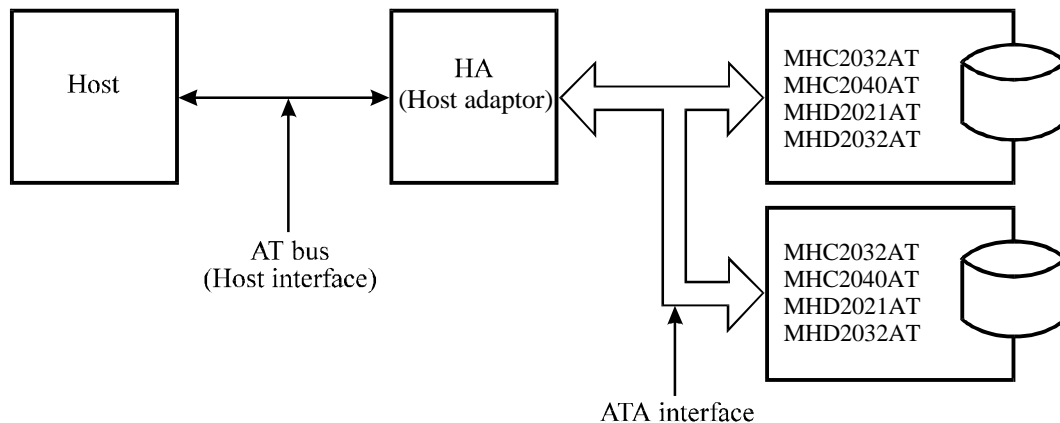 Host
HA
(Host adaptor)
MHC2032AT
MHC2040AT
MHD2021AT
MHD2032AT
AT bus
(Host interface)
MHC2032AT
MHC2040AT
MHD2021AT
MHD2032AT
ATA interface